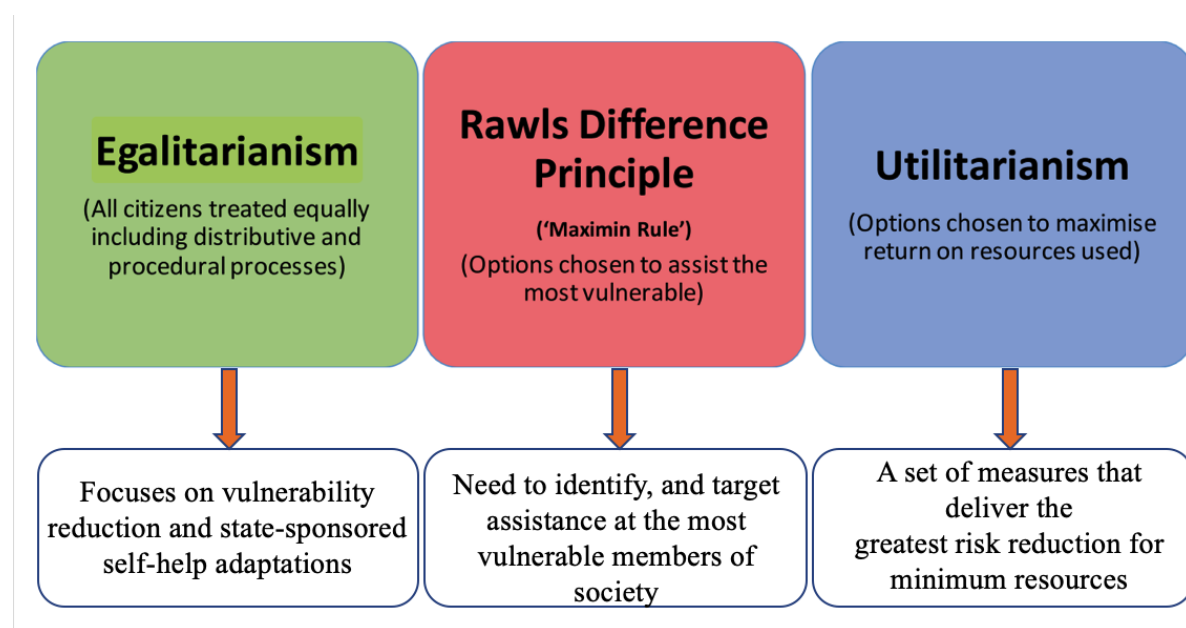 Egalitarianism
(All citizens treated equally
including distributive and
procedural processes)
Rawls Difference
Principle
(‘Maximin Rule’)
(Options chosen to assist the
most vulnerable)
Utilitarianism
(Options chosen to maximise
return on resources used)
Focuses on vulnerability
reduction and state-sponsored
self-help adaptations
Need to identify, and target
assistance at the most
vulnerable members of
society
A set of measures that
deliver the
greatest risk reduction for
minimum resources